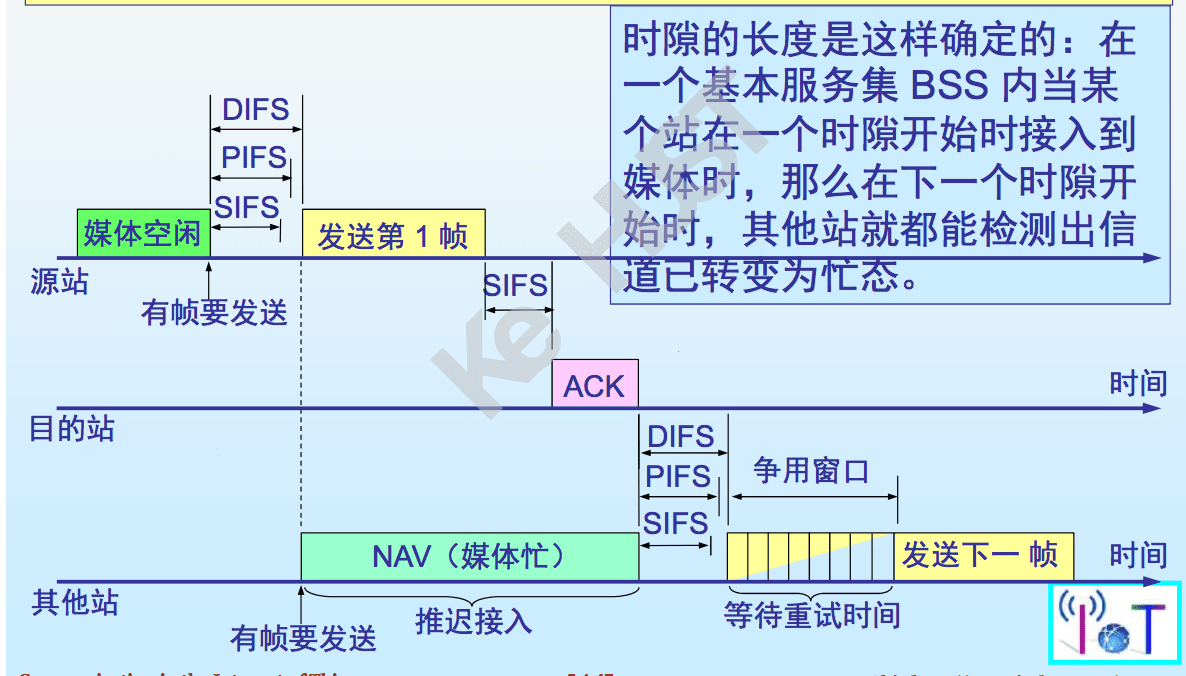 时隙的长度是这样确定的：在
一个基本服务集 BSS 内当某
个站在一个时隙开始时接入到
媒体时，那么在下一个时隙开
始时，其他站就都能检测出信
道已转变为忙态。
DIFS
PIFS
SIFS
媒体空闲
发送第 1 帧
源站
有帧要发送
SIFS
Ke HUST
ACK
时间
目的站
DIFS
PIFS
SIFS
争用窗口
NAV（媒体忙）
发送下一 帧
时间
其他站
有帧要发送
推迟接入
等待重试时间
IoT